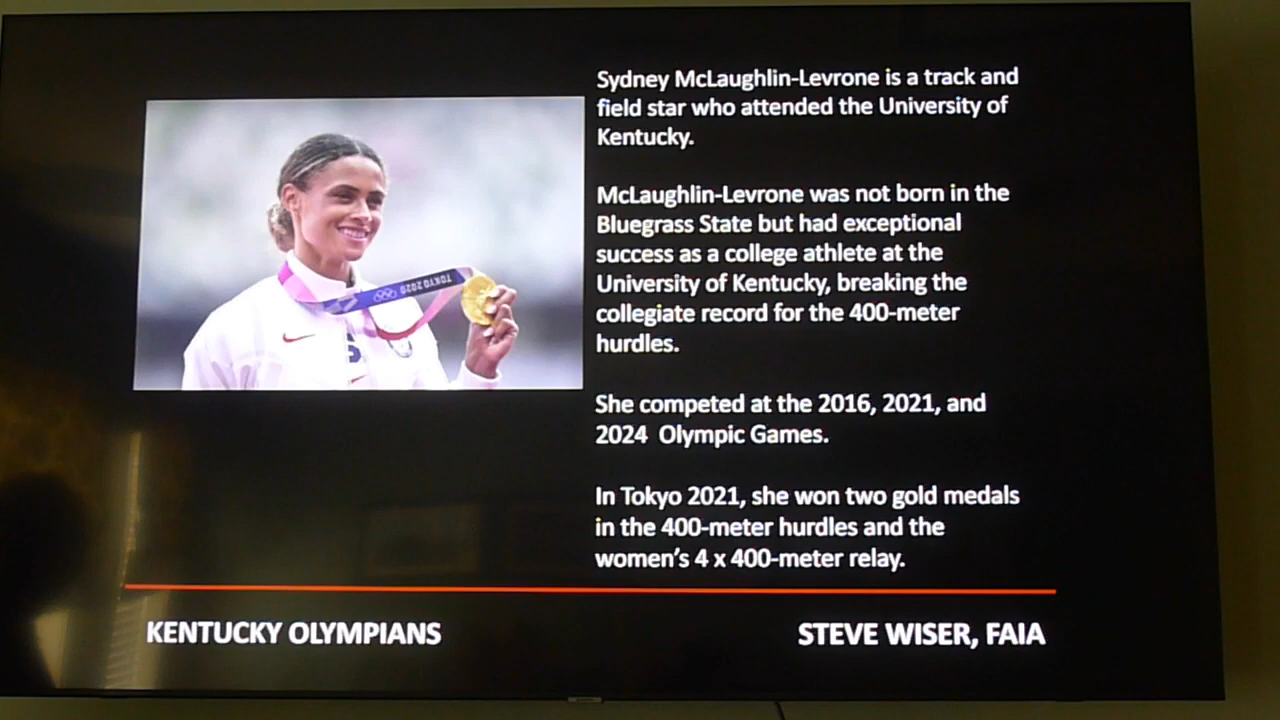 Sydney McLaughlin-Levrone is a track and
field star who attended the University of
Kentucky.
McLaughlin-Levrone was not born in the
Bluegrass State but had exceptional
success as a college athlete at the
University of Kentucky, breaking the
collegiate record for the 400-meter
hurdles.
She competed at the 2016, 2021, and
2024 Olympic Games.
In Tokyo 2021, she won two gold medals
in the 400-meter hurdles and the
women's 4 x 400-meter relay.
TOKYO 2020
KENTUCKY OLYMPIANS
STEVE WISER, FAIA